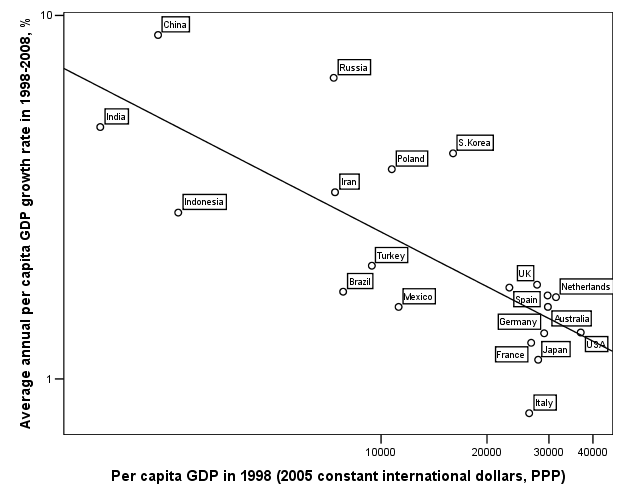 Average annual per capita GDP growth rate in 1998-2008, %
10
1
China
Russia
India
S.Korea
Poland
Iran
Indonesia
Turkey
Brazil
Mexico
UK
Netherlands
Spain
Germany
Australia
USA
France
Japan
Italy
10000
20000
30000
40000
Per capita GDP in 1998 (2005 constant international dollars, PPP)